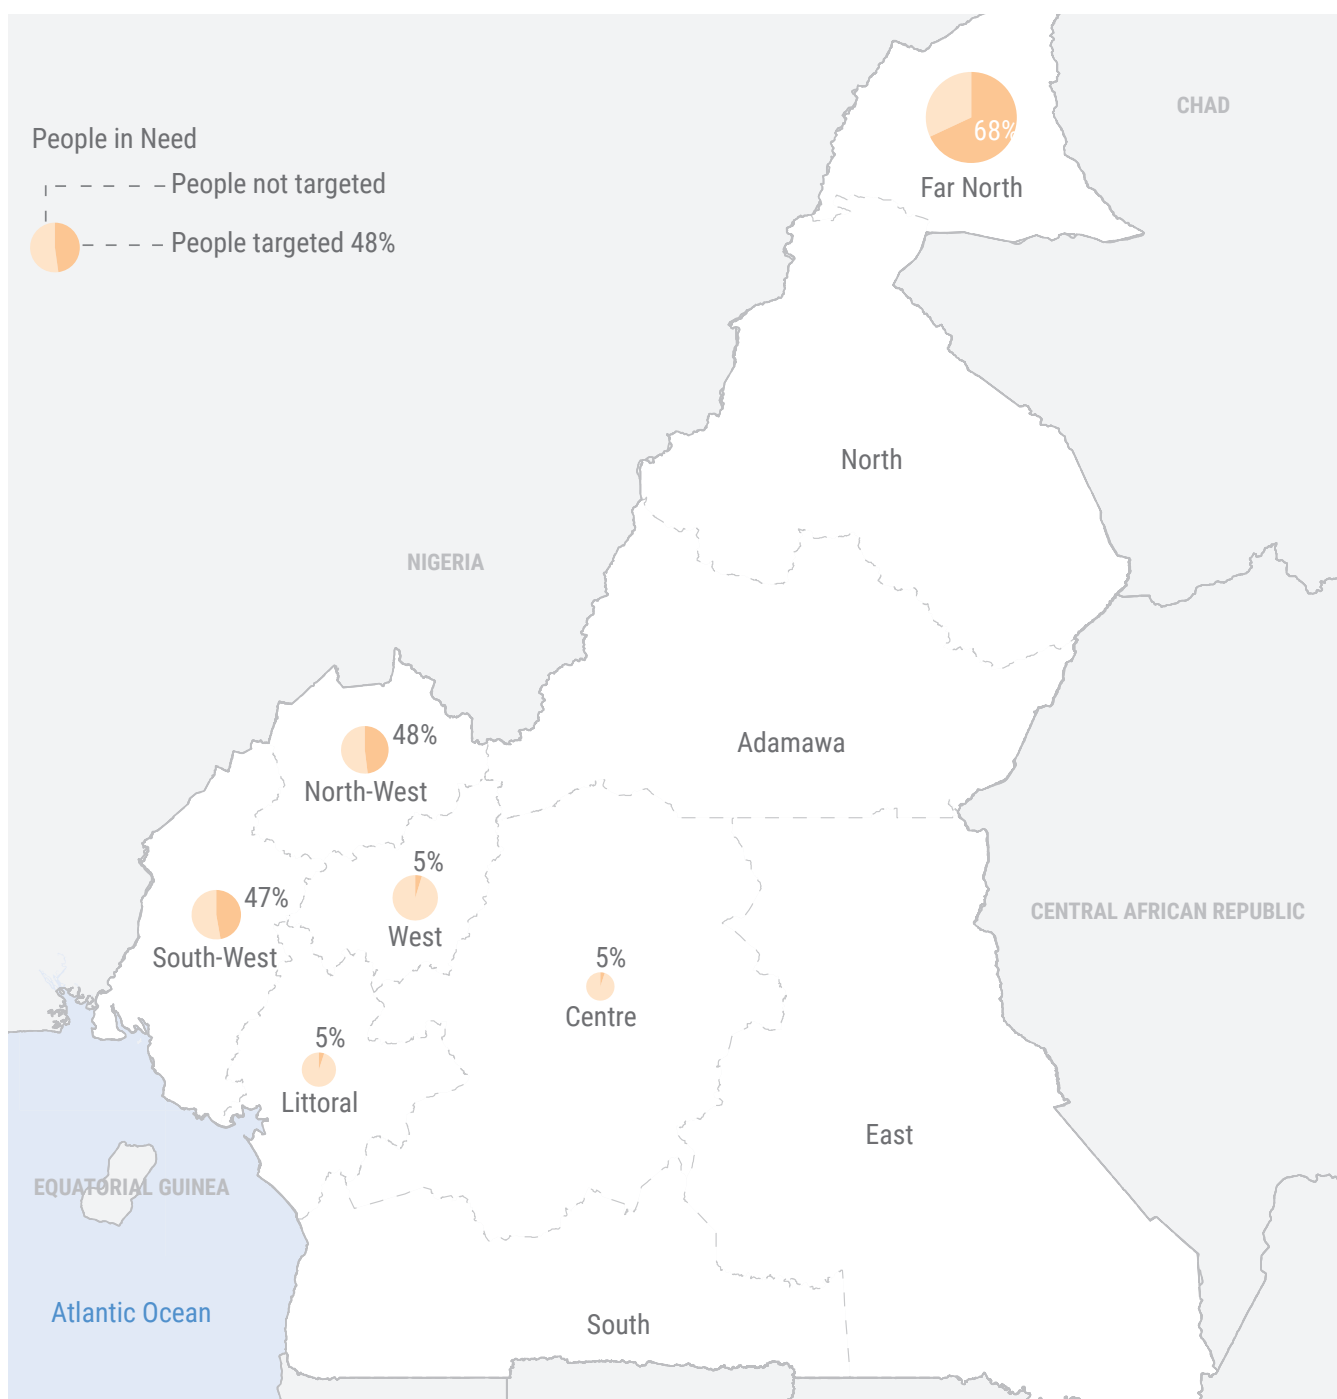 CHAD
68%
Far North
People in Need
People not targeted
People targeted 48%
North
NIGERIA
48%
North-West
Adamawa
5%
West
47%
South-West
5%
Centre
CENTRAL AFRICAN REPUBLIC
5%
Littoral
East
EQUATORIAL GUINEA
Atlantic Ocean
South